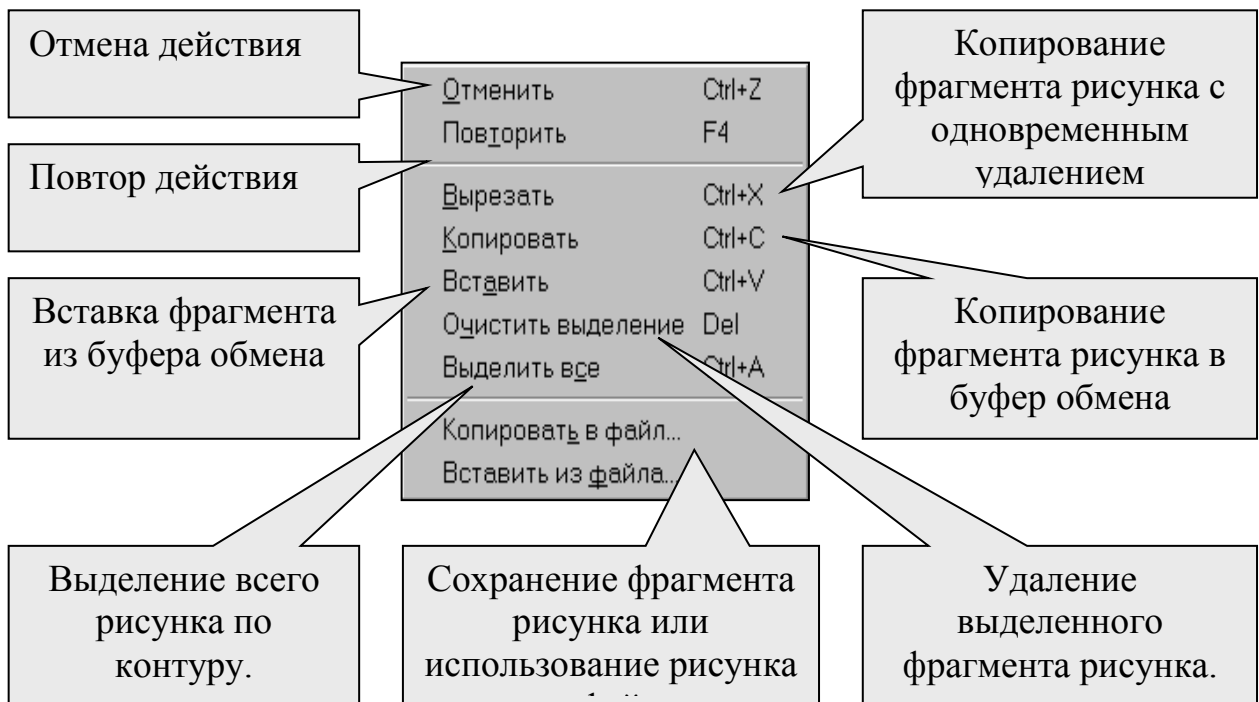 Отмена действия
Повтор действия
Вставка фрагмента
из буфера обмена
Отменить Ctrl+Z
Повторить F4
Вырезать Ctrl+X
Копировать Ctrl+C
Вставить Ctrl+V
Очистить выделение Del
Выделить все Ctrl+A
Копировать в файл...
Вставить из файла...
Копирование
фрагмента рисунка с
одновременным
удалением
Копирование
фрагмента рисунка в
буфер обмена
Выделение всего
рисунка по
контуру.
Сохранение фрагмента
рисунка или
использование рисунка
Удаление
выделенного
фрагмента рисунка.